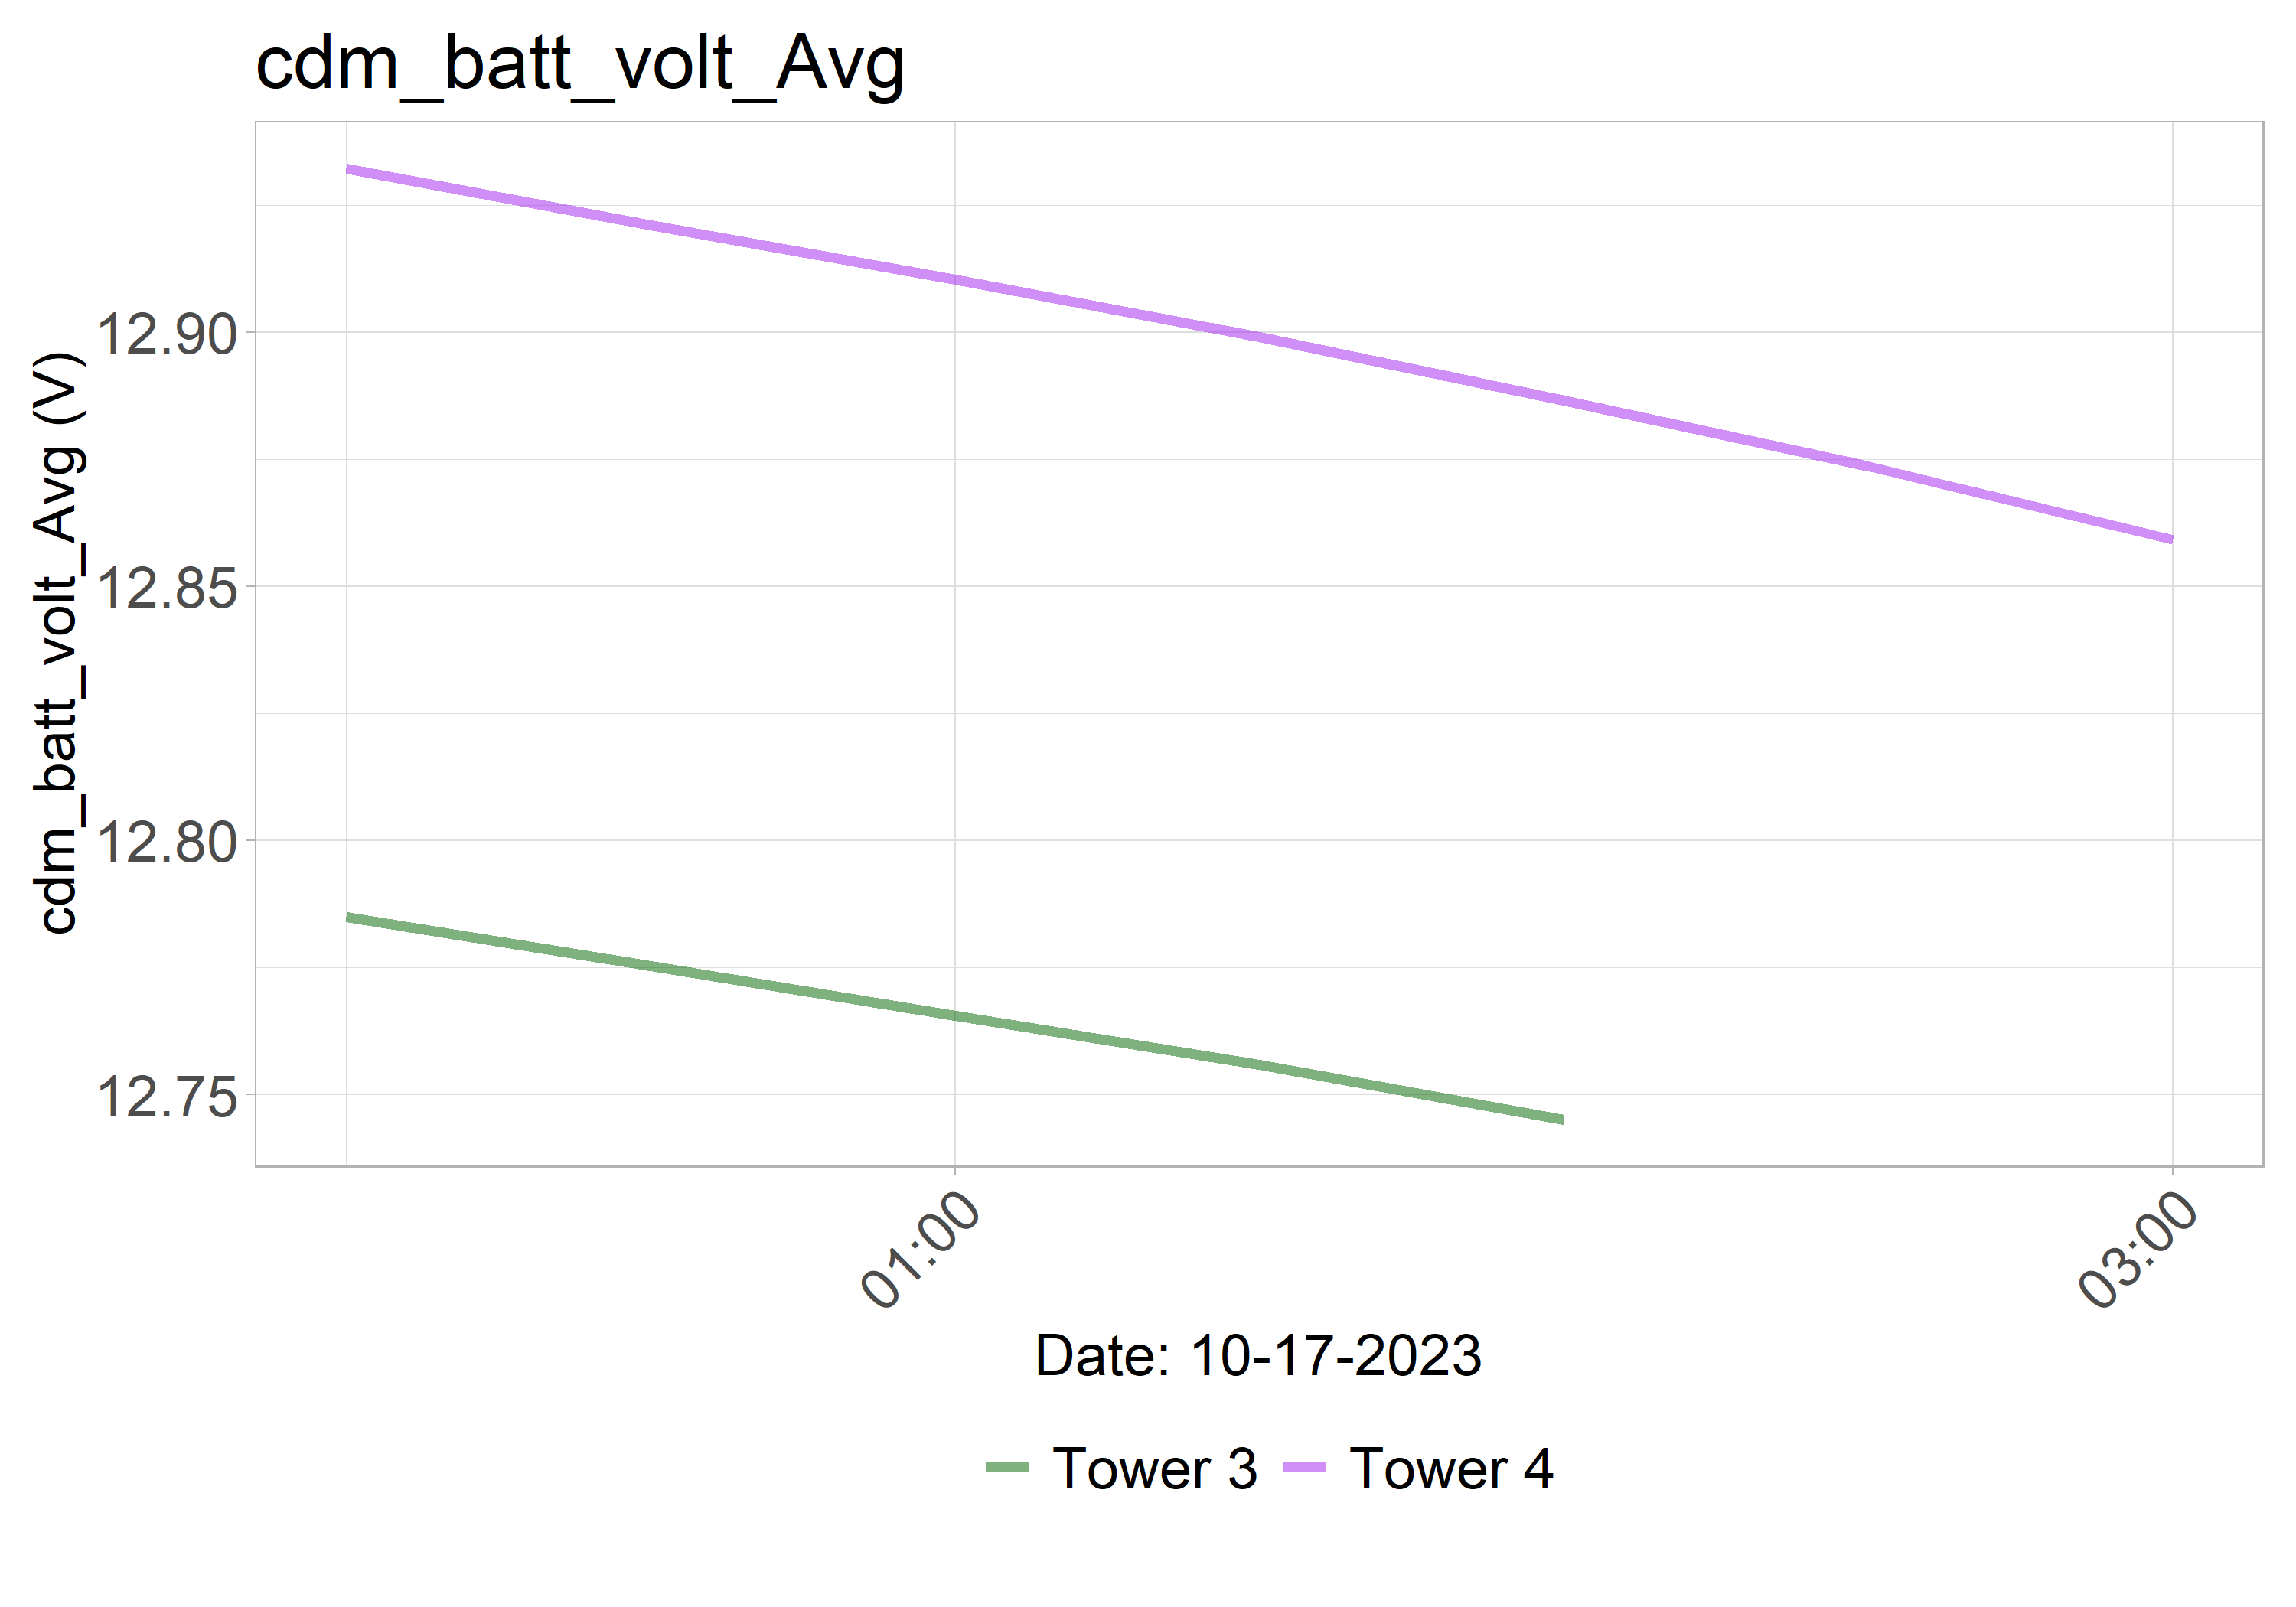 cdm_batt_volt_Avg
cdm_batt_volt_Avg (V)
12.90
12.85
12.80
12.75
01:00
03:00
Date: 10-17-2023
Tower 3
Tower 4